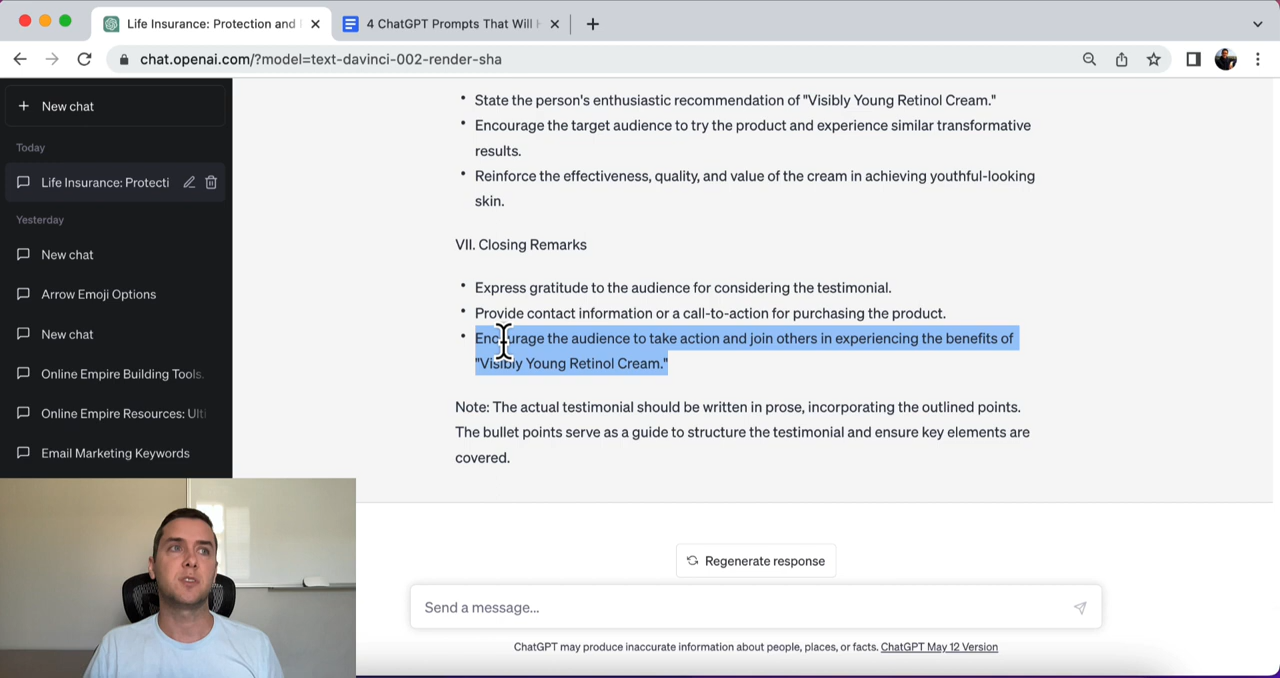 Life Insurance: Protection and
4 ChatGPT Prompts That Will H
chat.openai.com/?model=text-davinci-002-render-sha
New chat
Today
Life Insurance: Protecti
Yesterday
New chat
Arrow Emoji Options
New chat
Online Empire Building Tools.
Online Empire Resources: Ulti
Email Marketing Keywords
• State the person's enthusiastic recommendation of "Visibly Young Retinol Cream."
• Encourage the target audience to try the product and experience similar transformative
results.
• Reinforce the effectiveness, quality, and value of the cream in achieving youthful-looking
skin.
VII. Closing Remarks
• Express gratitude to the audience for considering the testimonial.
• Provide contact information or a call-to-action for purchasing the product.
• Encourage the audience to take action and join others in experiencing the benefits of
"Visibly Young Retinol Cream."
Note: The actual testimonial should be written in prose, incorporating the outlined points.
The bullet points serve as a guide to structure the testimonial and ensure key elements are
covered.
Regenerate response
Send a message...
ChatGPT may produce inaccurate information about people, places, or facts. ChatGPT May 12 Version